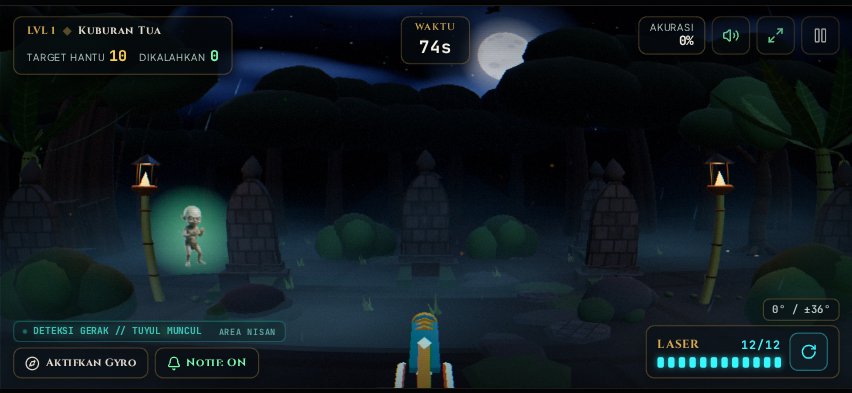 LVL 1 ◆ Kuburan Tua
TARGET HANTU 10 DIKALAHKAN 0
WAKTU
74s
AKURASI
0%
DETEKSI GERAK // TUYUL MUNCUL AREA NISAN
Aktifkan Gyro
Notif: ON
0° / ±36°
LASER 12/12